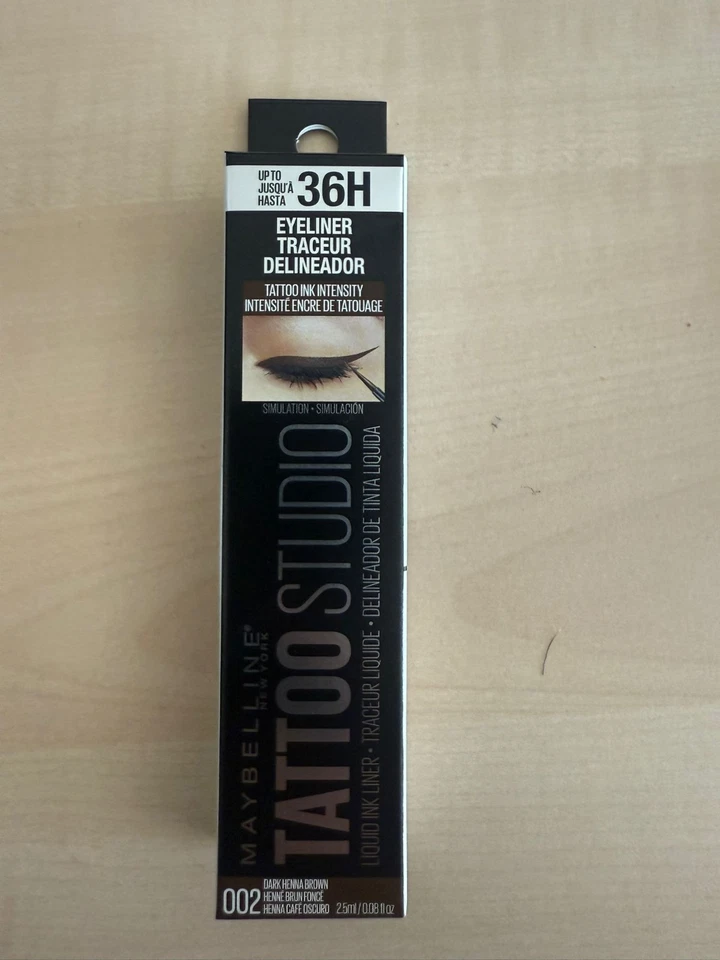 UP TO
JUSQU'À
HASTA
36H
EYELINER
TRACEUR
DELINEADOR
TATTOO INK INTENSITY
INTENSITÉ ENCRE DE TATOUAGE
SIMULATION • SIMULACIÓN
MAYBELLINE®
NEW YORK
TATTOO STUDIO
LIQUID INK LINER • TRACEUR LIQUIDE • DELINEADOR DE TINTA LIQUIDA
002
DARK HENNA BROWN
HENNÉ BRUN FONCÉ
HENNA CAFÉ OSCURO 2.5ml / 0.08 fl oz